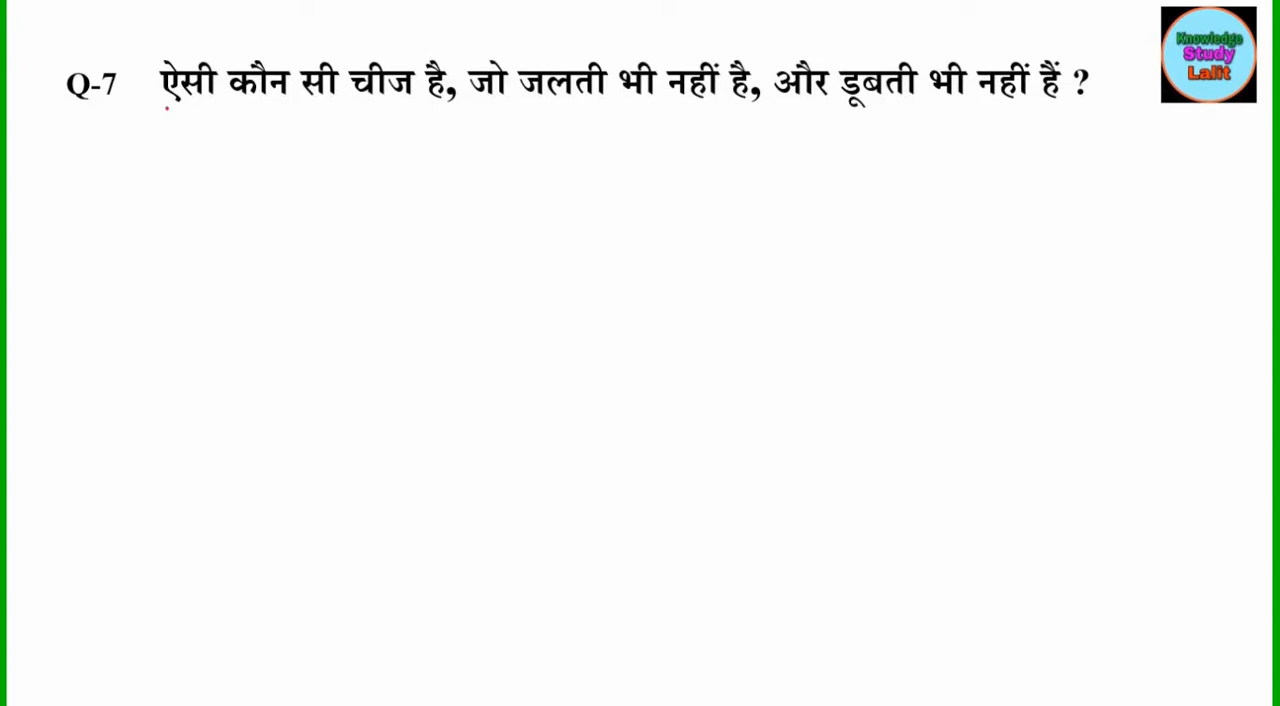 Q-7 ऐसी कौन सी चीज है, जो जलती भी नहीं है, और डूबती भी नहीं हैं ?
Knowledge
Study
Lalit